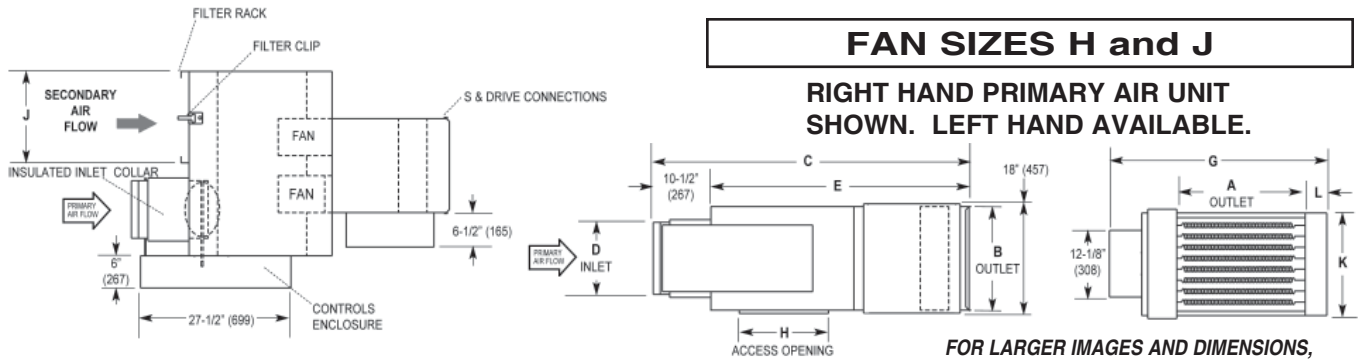 FILTER RACK
FILTER CLIP
SECONDARY
AIR
FLOW
J
S & DRIVE CONNECTIONS
FAN
FAN
INSULATED INLET COLLAR
PRIMARY
AIR FLOW
6-1/2" (165)
6"
(267)
27-1/2" (699)
CONTROLS
ENCLOSURE
FAN SIZES H and J
RIGHT HAND PRIMARY AIR UNIT
SHOWN. LEFT HAND AVAILABLE.
C
10-1/2"
(267)
E
18" (457)
PRIMARY
AIR FLOW
D
INLET
B
OUTLET
H
ACCESS OPENING
G
A
OUTLET
L
12-1/8"
(308)
K
FOR LARGER IMAGES AND DIMENSIONS,